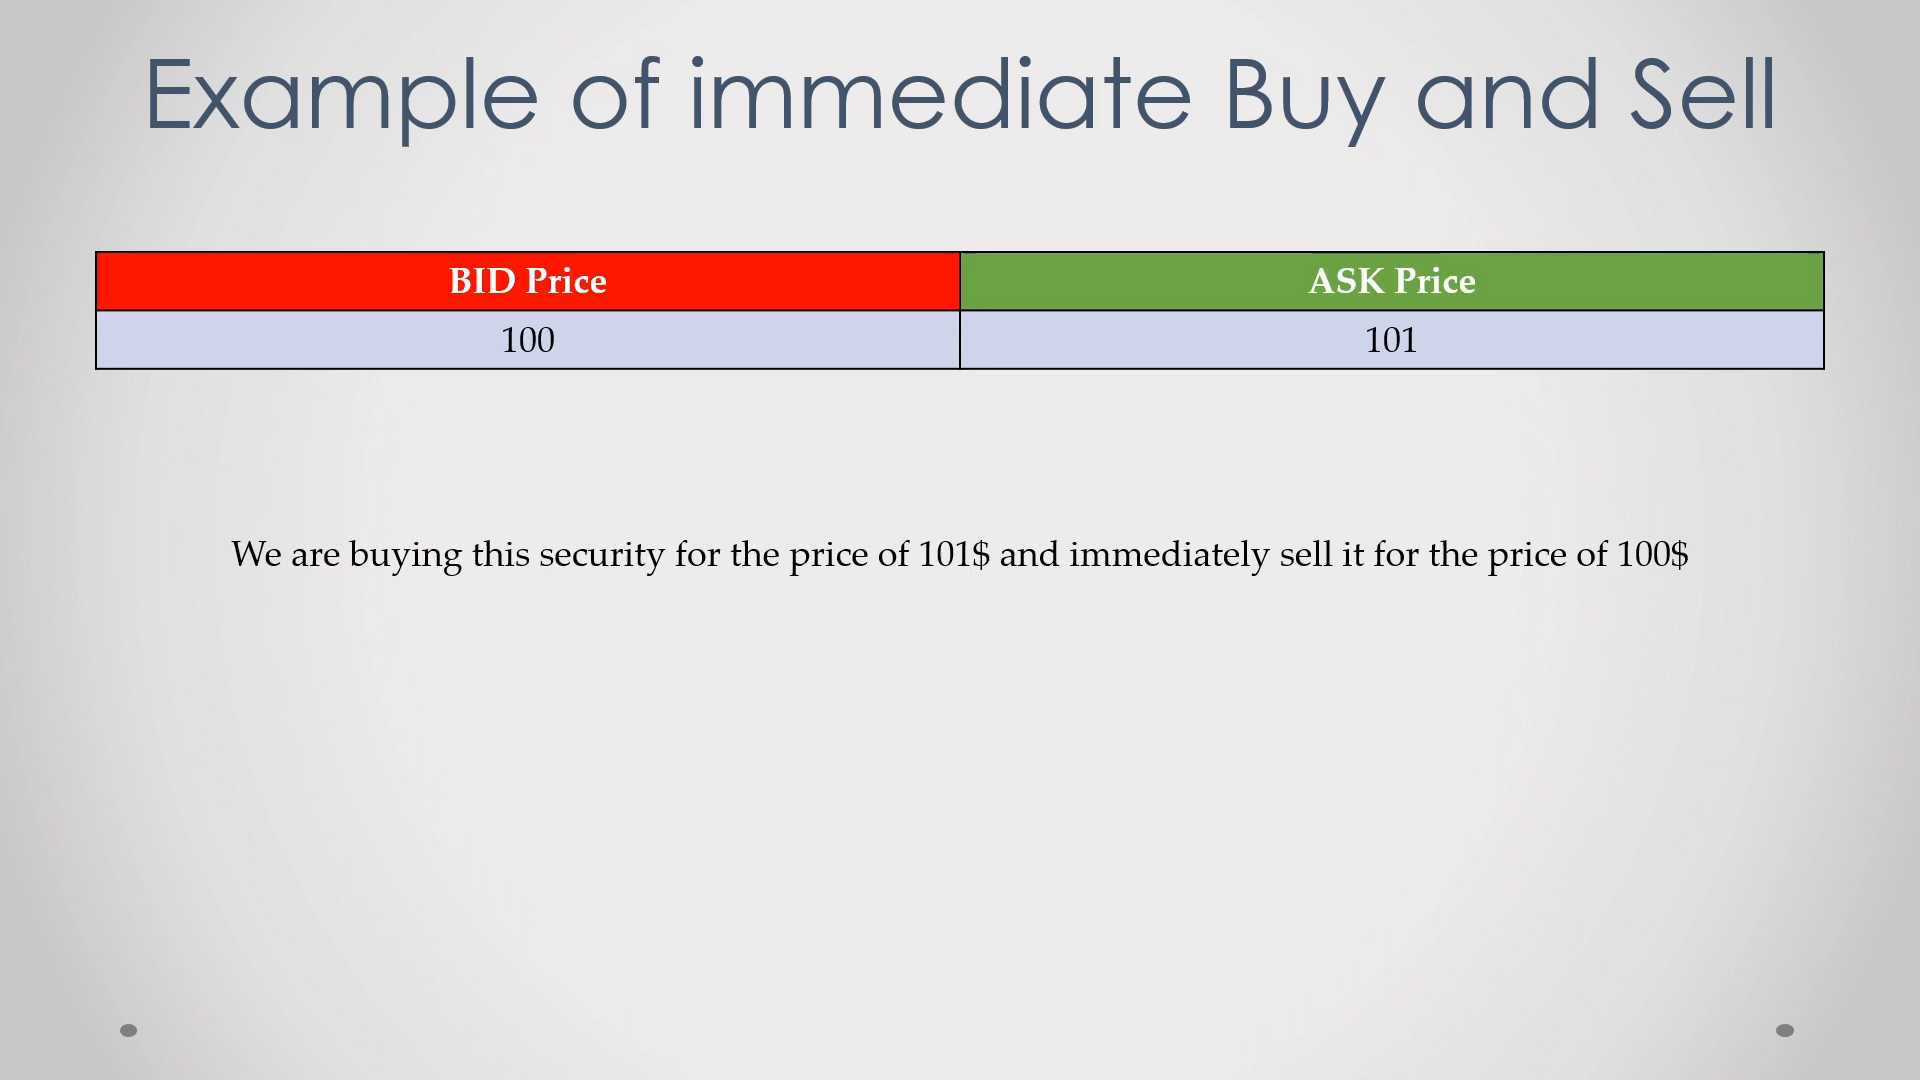 Example of immediate Buy and Sell
BID Price ASK Price
100 101
We are buying this security for the price of 101$ and immediately sell it for the price of 100$